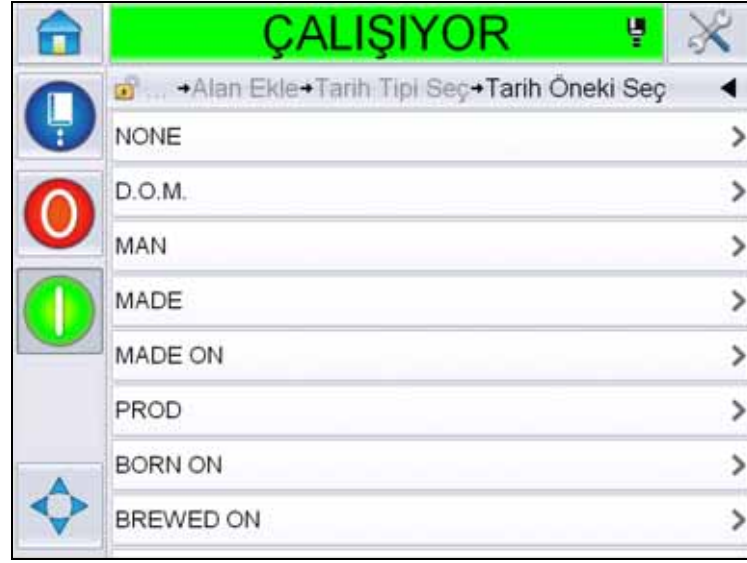 ÇALIŞIYOR
... →Alan Ekle→Tarih Tipi Seç→Tarih Öneki Seç
NONE
D.O.M.
MAN
MADE
MADE ON
PROD
BORN ON
BREWED ON